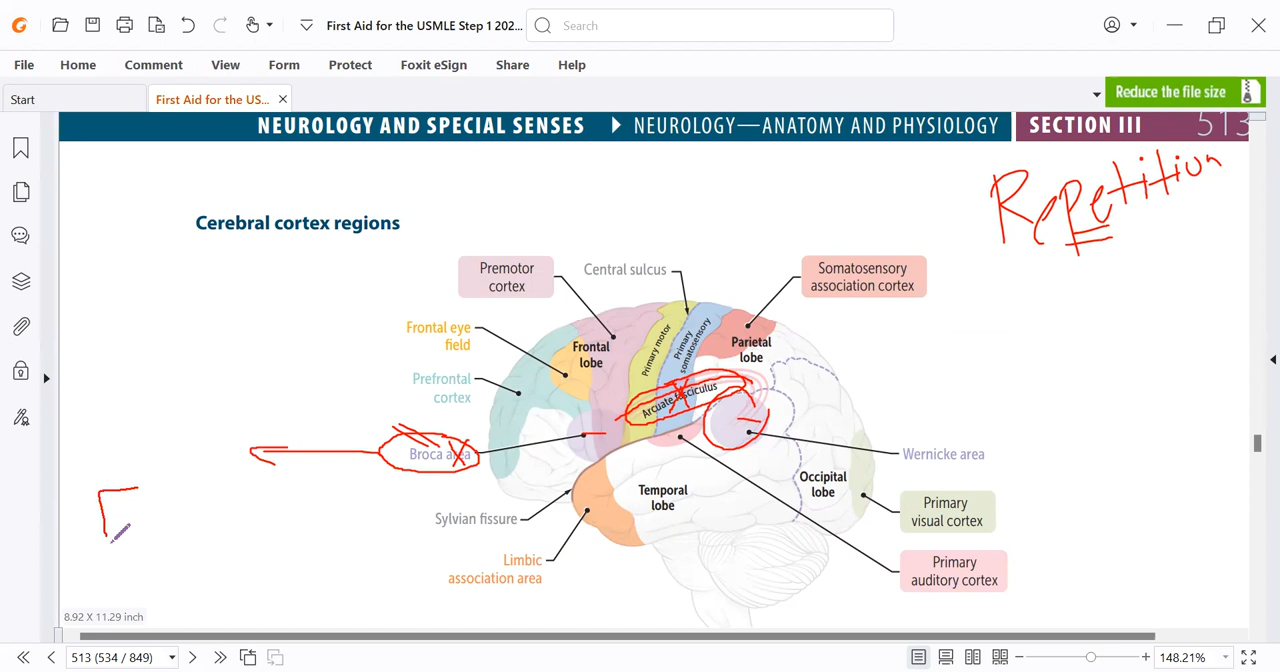 First Aid for the USMLE Step 1 202...
Search
File Home Comment View Form Protect Foxit eSign Share Help
Start
First Aid for the US...
Reduce the file size
NEUROLOGY AND SPECIAL SENSES ▶ NEUROLOGY—ANATOMY AND PHYSIOLOGY SECTION III 513
Repetition
Cerebral cortex regions
Premotor
cortex
Central sulcus
Somatosensory
association cortex
Frontal eye
field
Frontal
lobe
Primary motor
Primary
somatosensory
Parietal
lobe
Prefrontal
cortex
Arcuate fasciculus
Broca area
Wernicke area
Temporal
lobe
Occipital
lobe
Sylvian fissure
Primary
visual cortex
Limbic
association area
Primary
auditory cortex
8.92 X 11.29 inch
513 (534 / 849)
148.21%